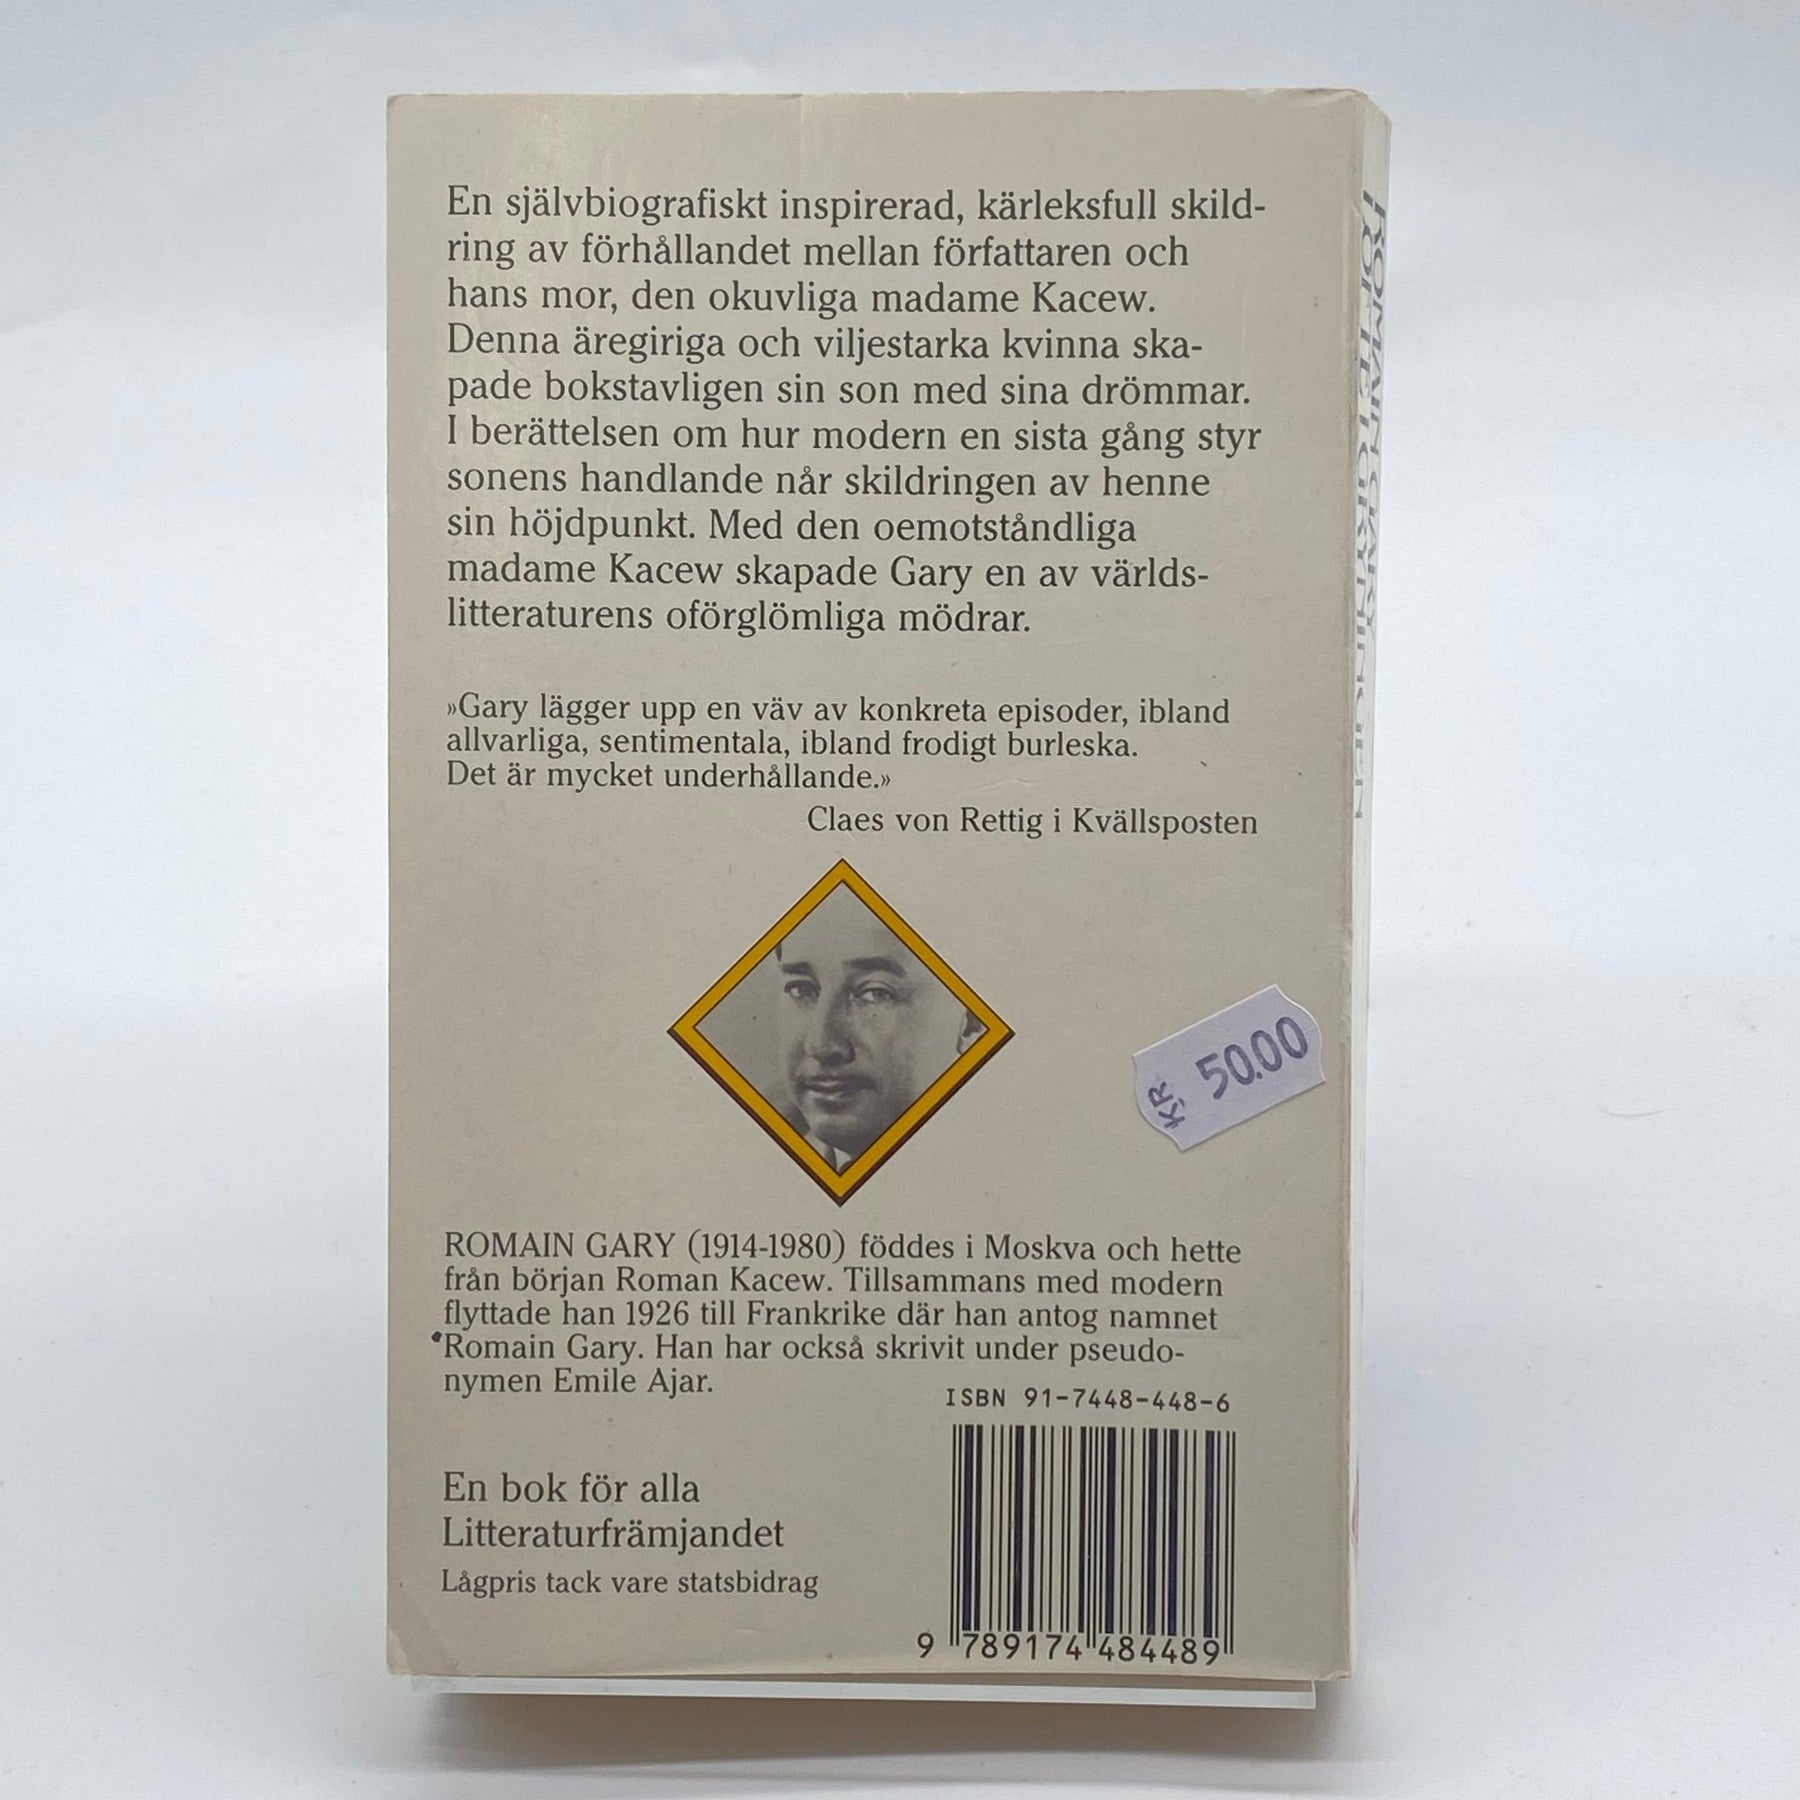 En självbiografiskt inspirerad, kärleksfull skild-
ring av förhållandet mellan författaren och
hans mor, den okuvliga madame Kacew.
Denna äregiriga och viljestarka kvinna ska-
pade bokstavligen sin son med sina drömmar.
I berättelsen om hur modern en sista gång styr
sonens handlande når skildringen av henne
sin höjdpunkt. Med den oemotståndliga
madame Kacew skapade Gary en av världs-
litteraturens oförglömliga mödrar.
»Gary lägger upp en väv av konkreta episoder, ibland
allvarliga, sentimentala, ibland frodigt burleska.
Det är mycket underhållande.»
Claes von Rettig i Kvällsposten
KR 50.00
ROMAIN GARY (1914-1980) föddes i Moskva och hette
från början Roman Kacew. Tillsammans med modern
flyttade han 1926 till Frankrike där han antog namnet
Romain Gary. Han har också skrivit under pseudo-
nymen Emile Ajar.
ISBN 91-7448-448-6
En bok för alla
Litteraturfrämjandet
Lågpris tack vare statsbidrag
9 789174 484489
ROMAIN GARY
LÖFTET I GRYNINGEN